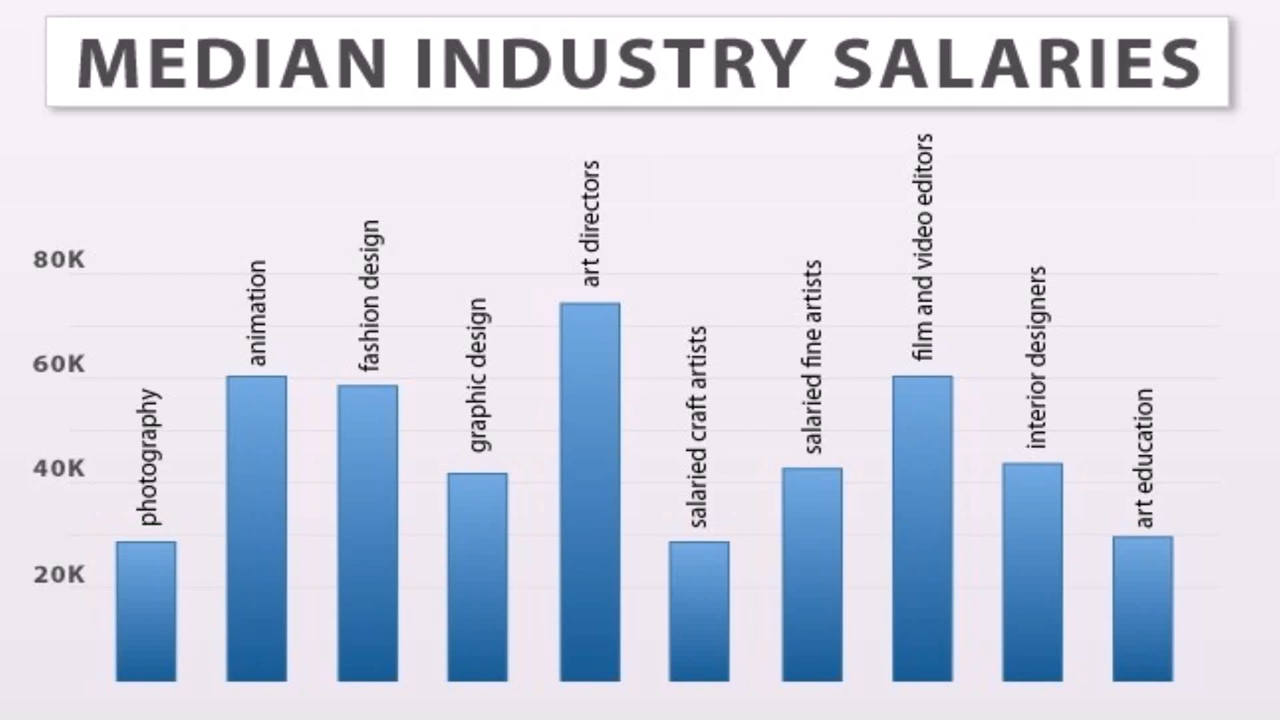 MEDIAN INDUSTRY SALARIES
80K
60K
40K
20K
photography
animation
fashion design
graphic design
art directors
salaried craft artists
salaried fine artists
film and video editors
interior designers
art education